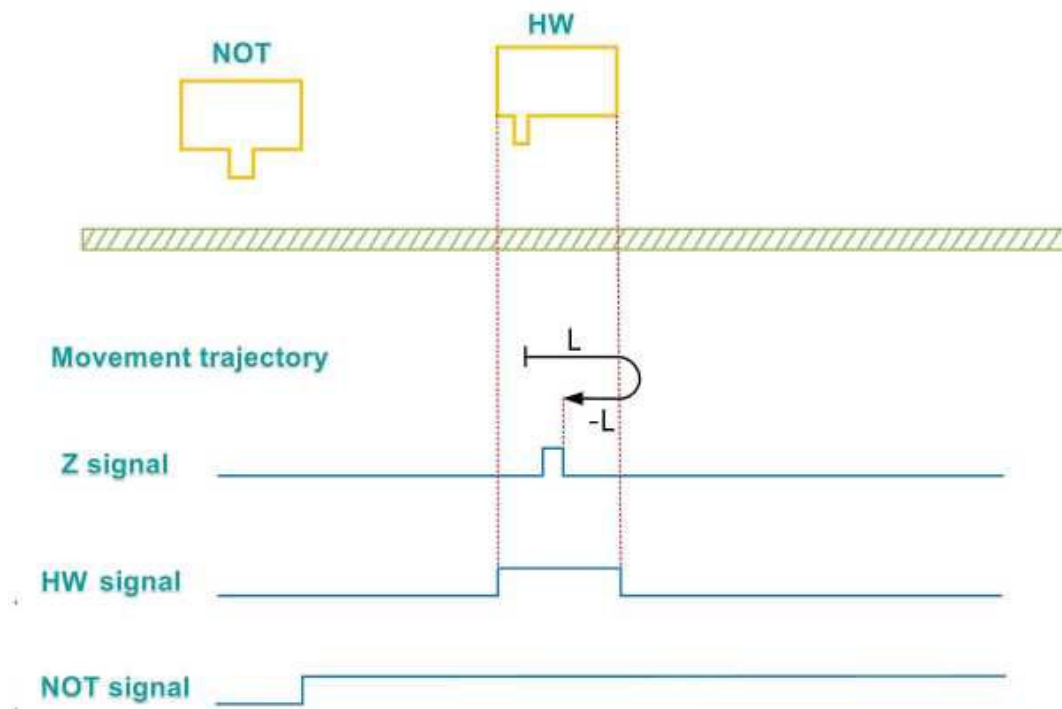 HW
NOT
Movement trajectory
L
-L
Z signal
HW signal
NOT signal